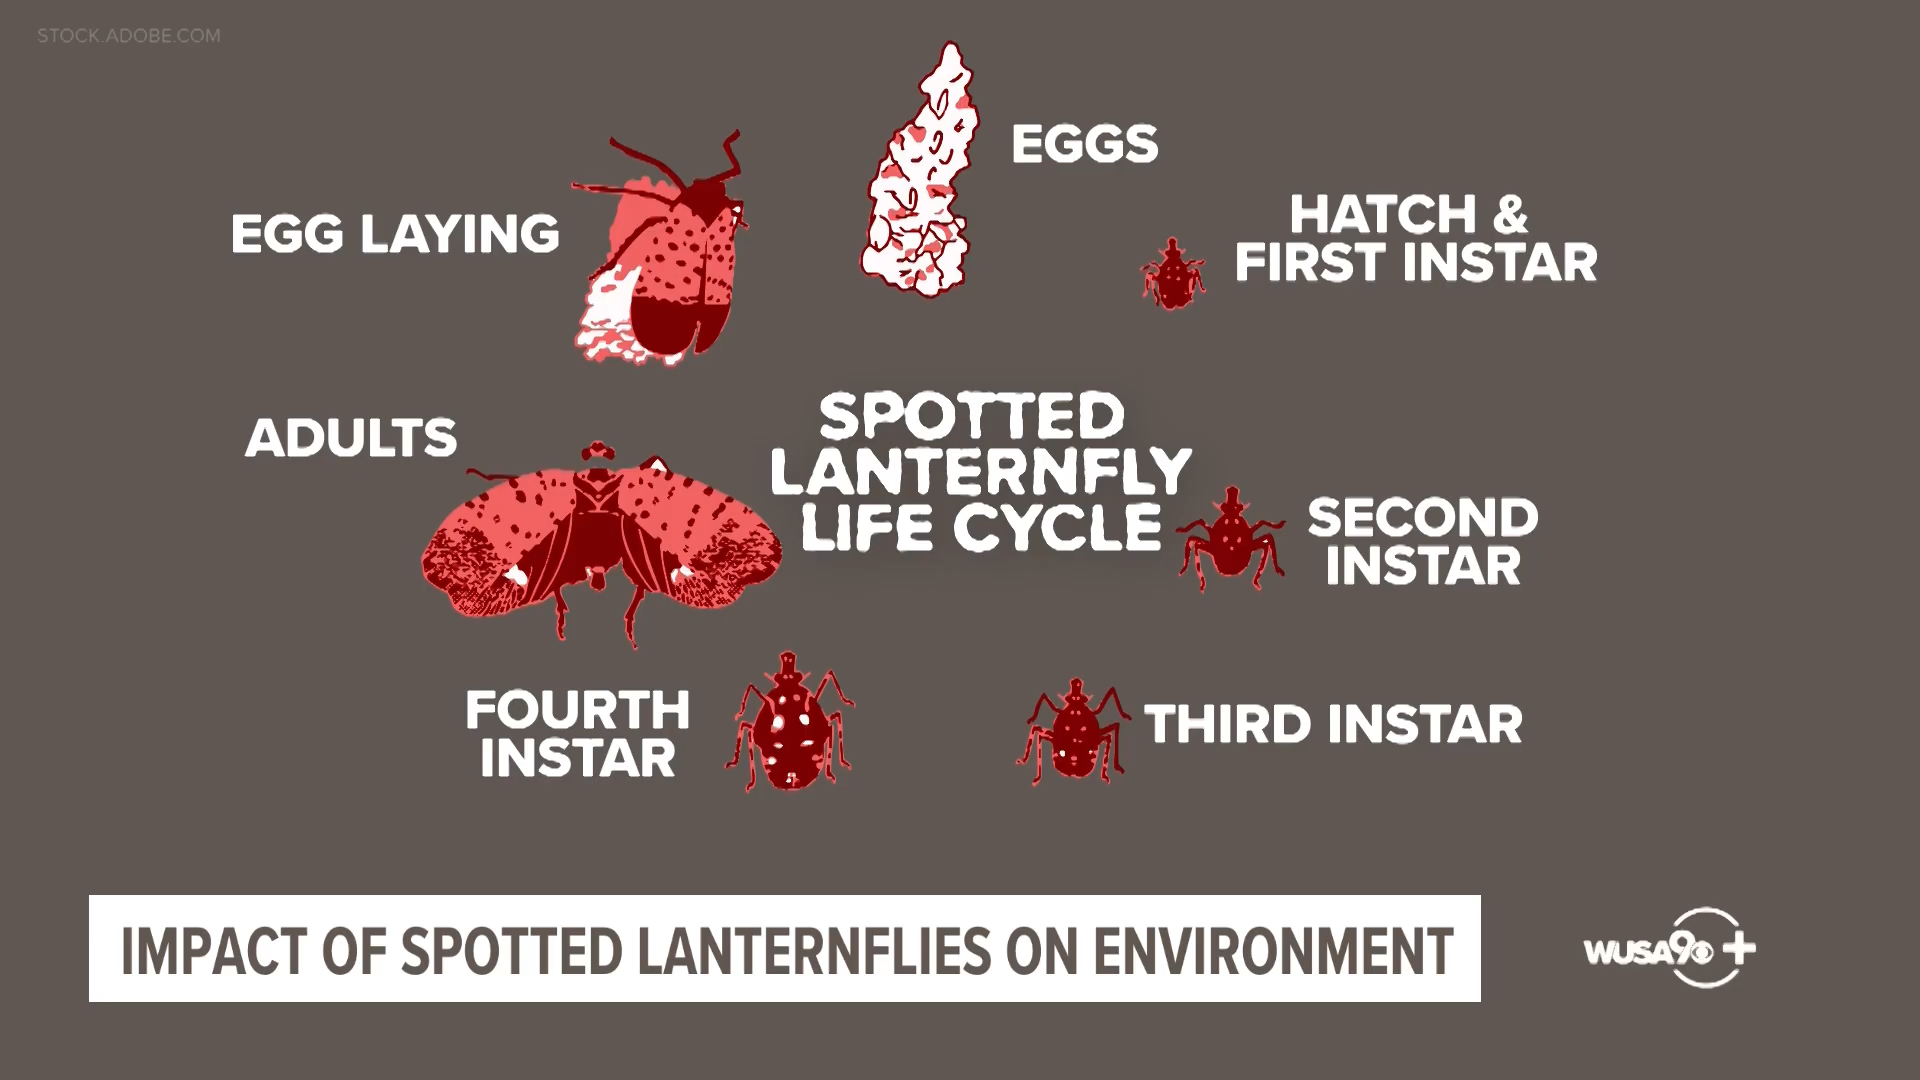 STOCK.ADOBE.COM
EGGS
HATCH &
FIRST INSTAR
EGG LAYING
ADULTS
SPOTTED
LANTERNFLY
LIFE CYCLE
SECOND
INSTAR
FOURTH
INSTAR
THIRD INSTAR
IMPACT OF SPOTTED LANTERNFLIES ON ENVIRONMENT
WUSA9+